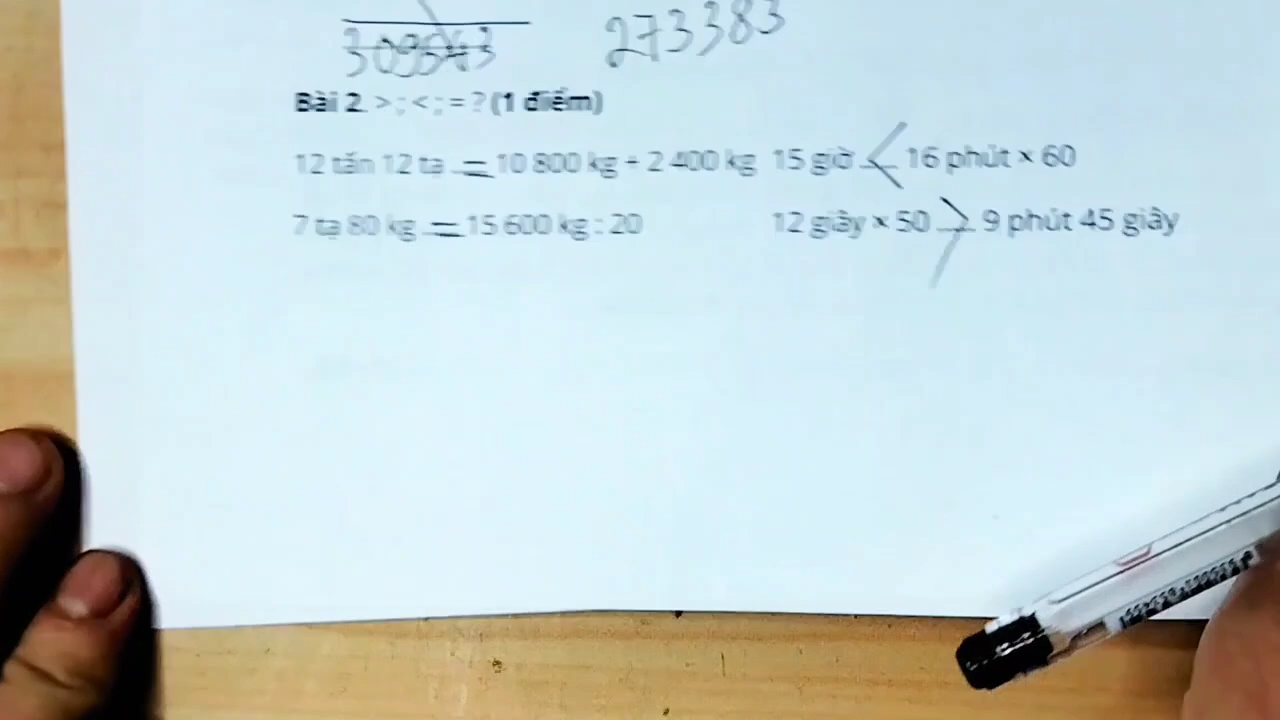 309543 273383
Bài 2. > ; < ; = ? (1 điểm)
12 tấn 12 tạ = 10 800 kg + 2 400 kg 15 giờ < 16 phút × 60
7 tạ 80 kg = 15 600 kg : 20 12 giây × 50 > 9 phút 45 giây